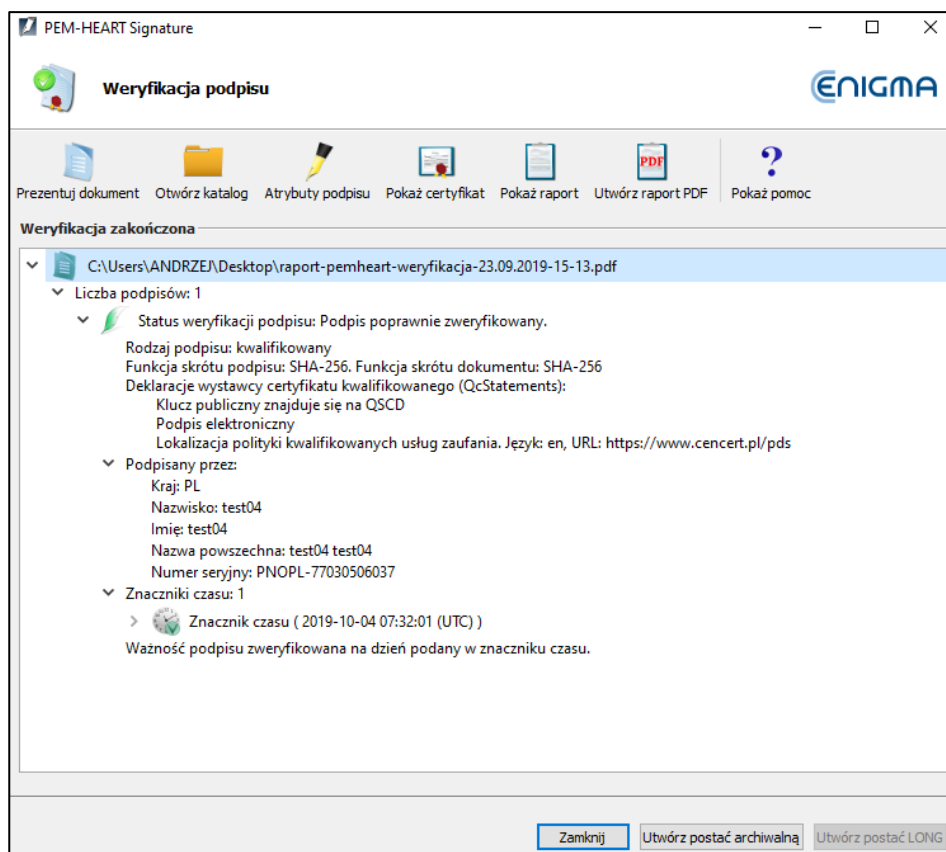 PEM-HEART Signature
Weryfikacja podpisu
ENIGMA
Prezentuj dokument Otwórz katalog Atrybuty podpisu Pokaż certyfikat Pokaż raport Utwórz raport PDF Pokaż pomoc
Weryfikacja zakończona
C:\Users\ANDRZEJ\Desktop\raport-pemheart-weryfikacja-23.09.2019-15-13.pdf
Liczba podpisów: 1
Status weryfikacji podpisu: Podpis poprawnie zweryfikowany.
Rodzaj podpisu: kwalifikowany
Funkcja skrótu podpisu: SHA-256. Funkcja skrótu dokumentu: SHA-256
Deklaracje wystawcy certyfikatu kwalifikowanego (QcStatements):
Klucz publiczny znajduje się na QSCD
Podpis elektroniczny
Lokalizacja polityki kwalifikowanych usług zaufania. Język: en, URL: https://www.cencert.pl/pds
Podpisany przez:
Kraj: PL
Nazwisko: test04
Imię: test04
Nazwa powszechna: test04 test04
Numer seryjny: PNOPL-77030506037
Znaczniki czasu: 1
Znacznik czasu ( 2019-10-04 07:32:01 (UTC) )
Ważność podpisu zweryfikowana na dzień podany w znaczniku czasu.
Zamknij Utwórz postać archiwalną Utwórz postać LONG